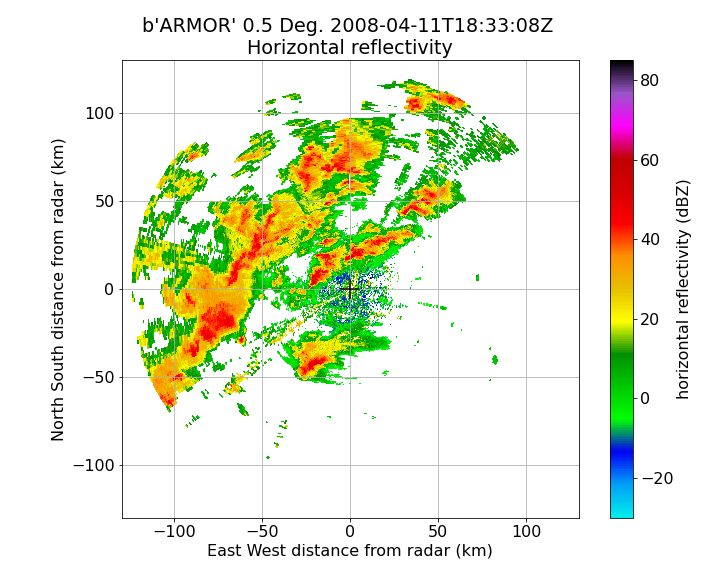 b'ARMOR' 0.5 Deg. 2008-04-11T18:33:08Z
Horizontal reflectivity
North South distance from radar (km)
100
50
0
−50
−100
−100 −50 0 50 100
East West distance from radar (km)
80
60
40
20
0
−20
horizontal reflectivity (dBZ)